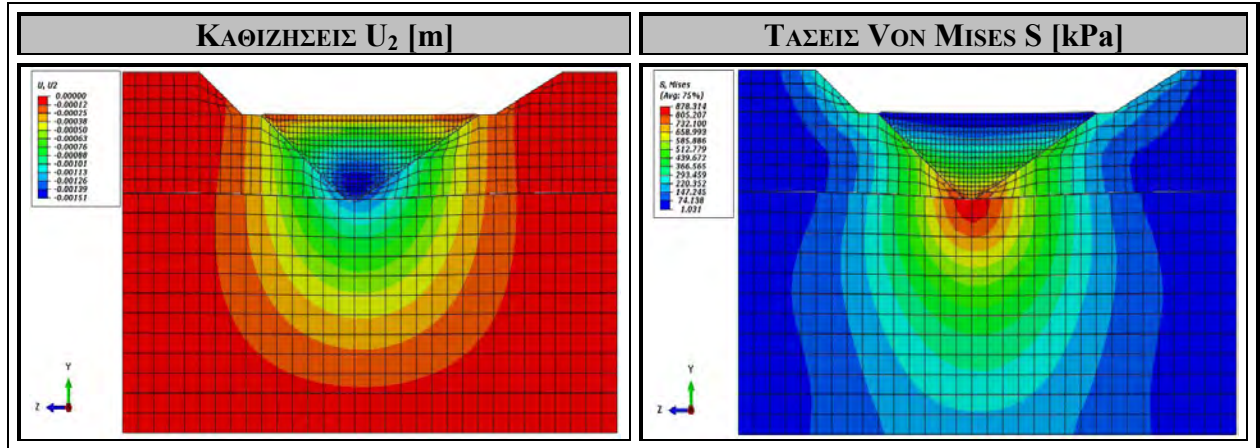 ΚΑΘΙΖΗΣΕΙΣ U2 [m]
ΤΑΣΕΙΣ VON MISES S [kPa]
U, U2
0.00000
-0.00012
-0.00025
-0.00038
-0.00050
-0.00063
-0.00076
-0.00088
-0.00101
-0.00113
-0.00126
-0.00139
-0.00151
Y
Z
S, Mises
(Avg: 75%)
878.314
805.207
732.100
658.993
585.886
512.779
439.672
366.565
293.459
220.352
147.245
74.138
1.031
Y
Z